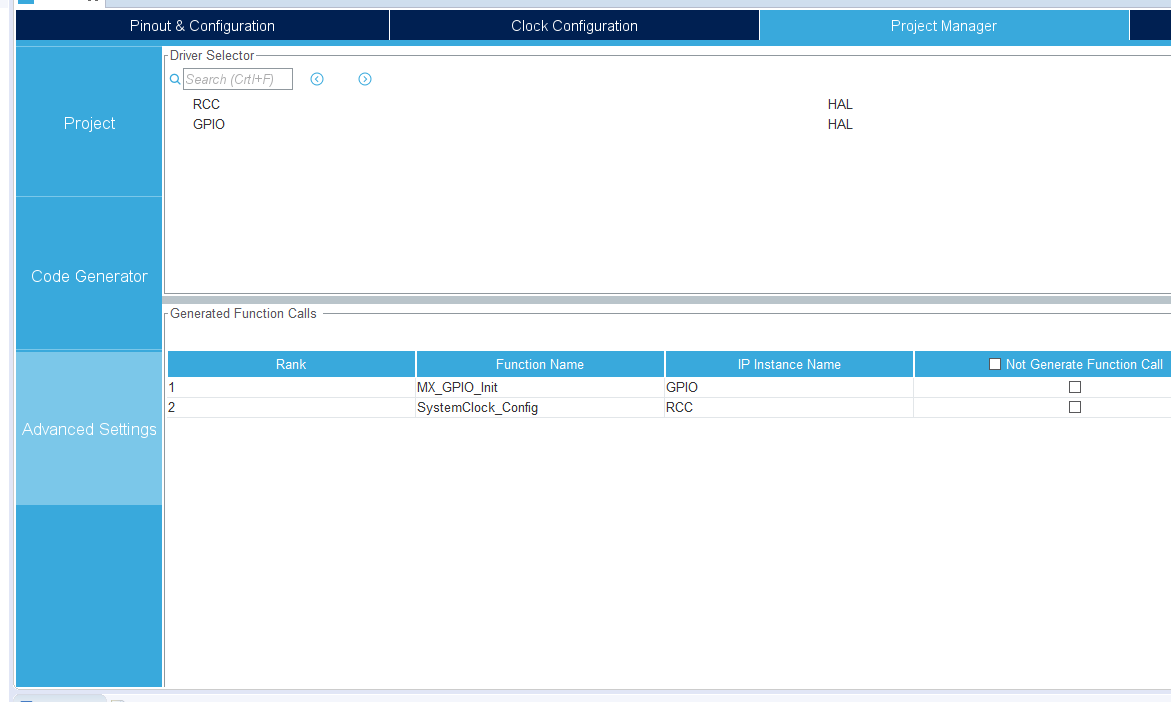 Pinout & Configuration
Clock Configuration
Project Manager
Driver Selector
Search (Crtl+F)
RCC HAL
GPIO HAL
Project
Code Generator
Advanced Settings
Generated Function Calls
Rank Function Name IP Instance Name Not Generate Function Call
1 MX_GPIO_Init GPIO
2 SystemClock_Config RCC